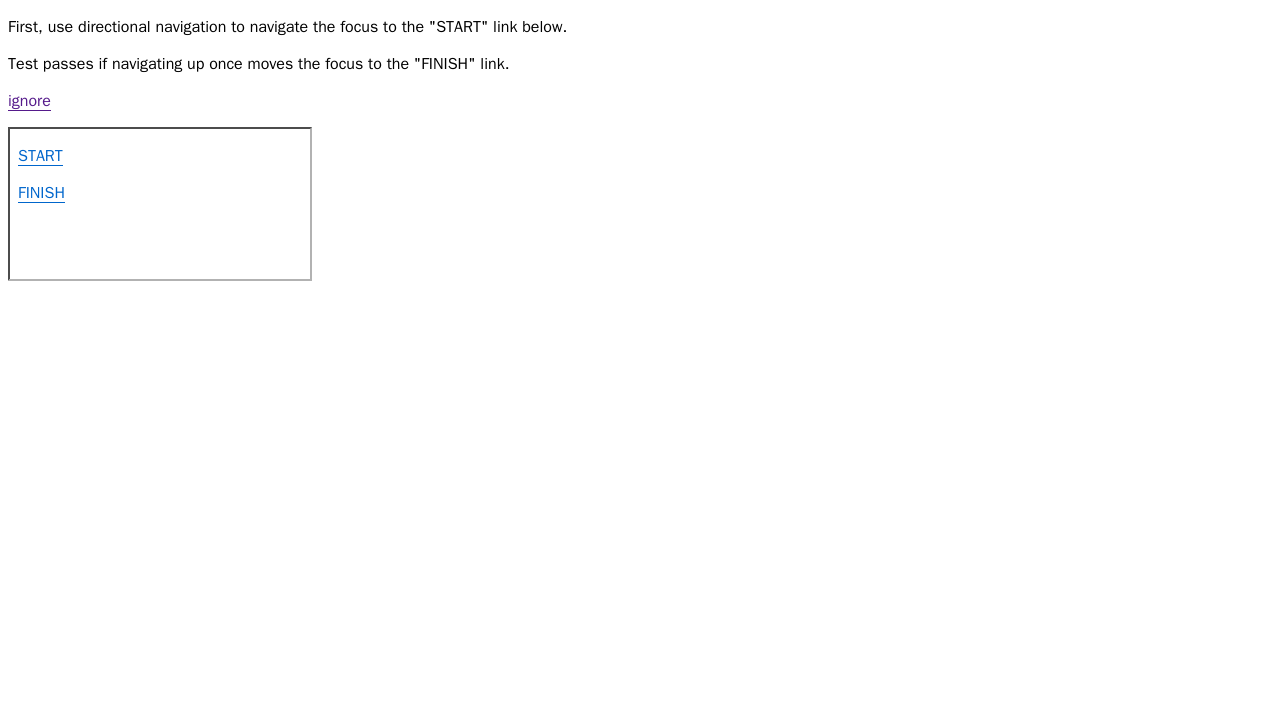 First, use directional navigation to navigate the focus to the "START" link below.
Test passes if navigating up once moves the focus to the "FINISH" link.
ignore
START
FINISH